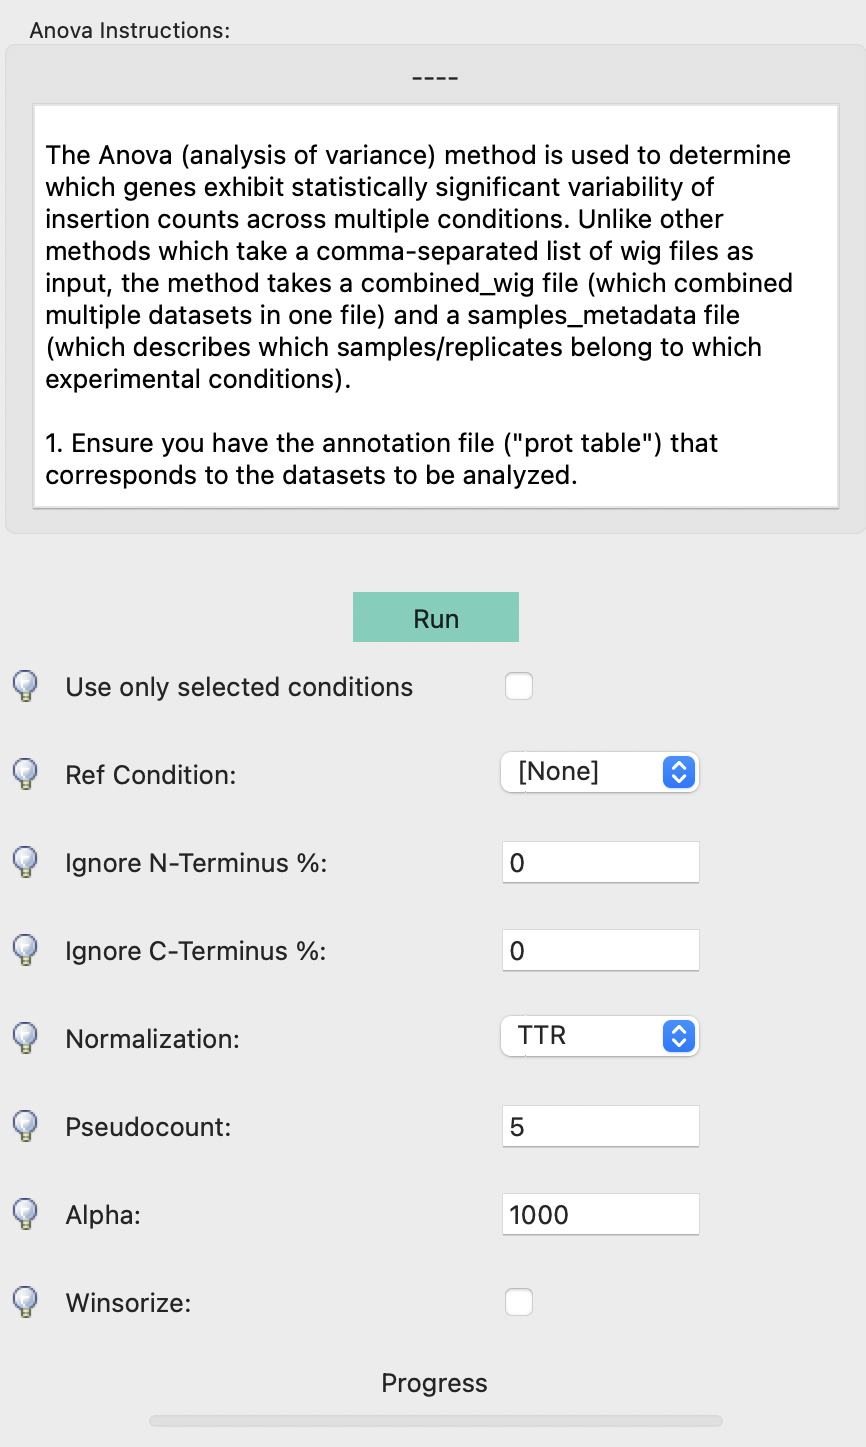 Anova Instructions:
----
The Anova (analysis of variance) method is used to determine
which genes exhibit statistically significant variability of
insertion counts across multiple conditions. Unlike other
methods which take a comma-separated list of wig files as
input, the method takes a combined_wig file (which combined
multiple datasets in one file) and a samples_metadata file
(which describes which samples/replicates belong to which
experimental conditions).
1. Ensure you have the annotation file ("prot table") that
corresponds to the datasets to be analyzed.
Run
Use only selected conditions
Ref Condition: [None]
Ignore N-Terminus %: 0
Ignore C-Terminus %: 0
Normalization: TTR
Pseudocount: 5
Alpha: 1000
Winsorize:
Progress